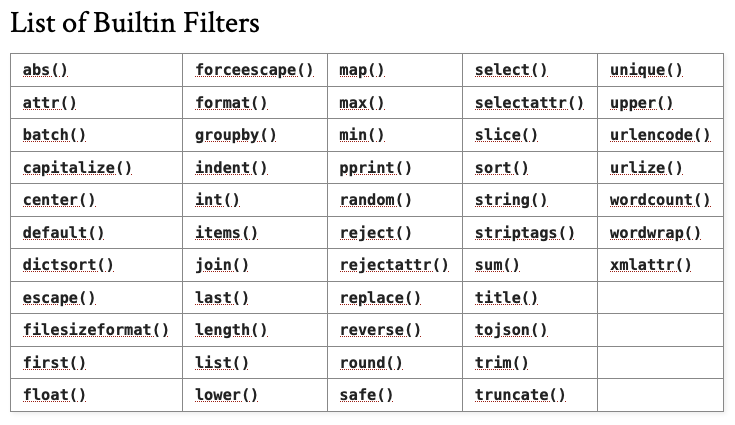 List of Builtin Filters
abs() forceescape() map() select() unique()
attr() format() max() selectattr() upper()
batch() groupby() min() slice() urlencode()
capitalize() indent() pprint() sort() urlize()
center() int() random() string() wordcount()
default() items() reject() striptags() wordwrap()
dictsort() join() rejectattr() sum() xmlattr()
escape() last() replace() title()
filesizeformat() length() reverse() tojson()
first() list() round() trim()
float() lower() safe() truncate()